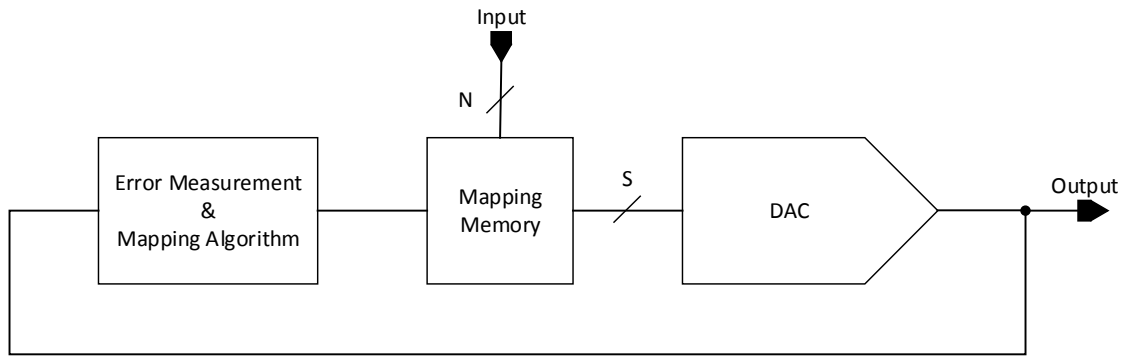 Input
N
Error Measurement
&
Mapping Algorithm
Mapping
Memory
S
DAC
Output